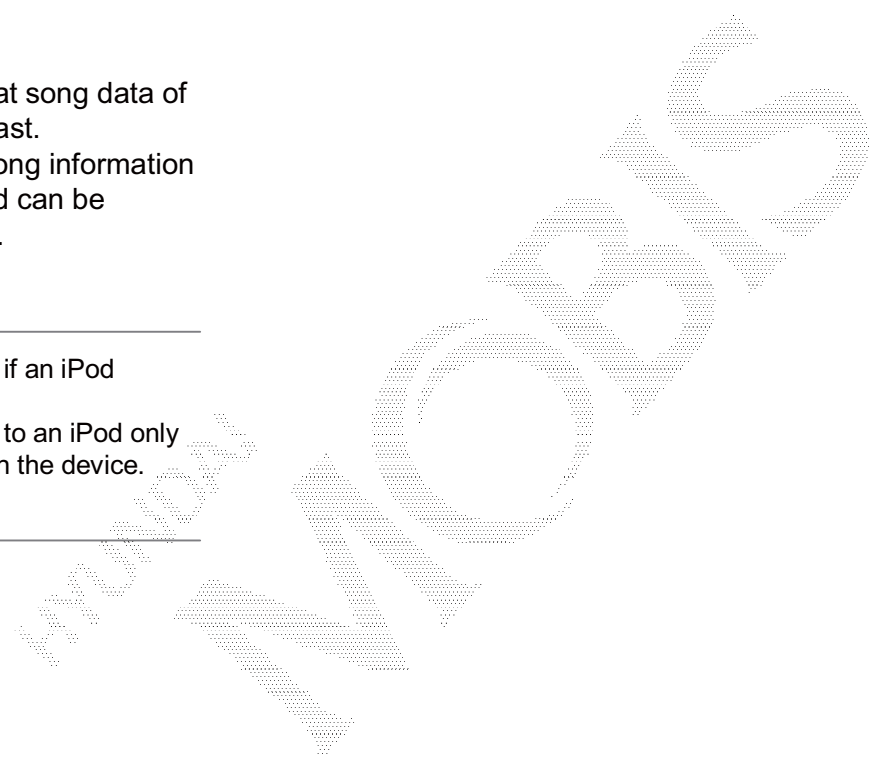 at song data of
ast.
ong information
d can be
.
if an iPod
to an iPod only
n the device.
HYUNDAI
MOBIS